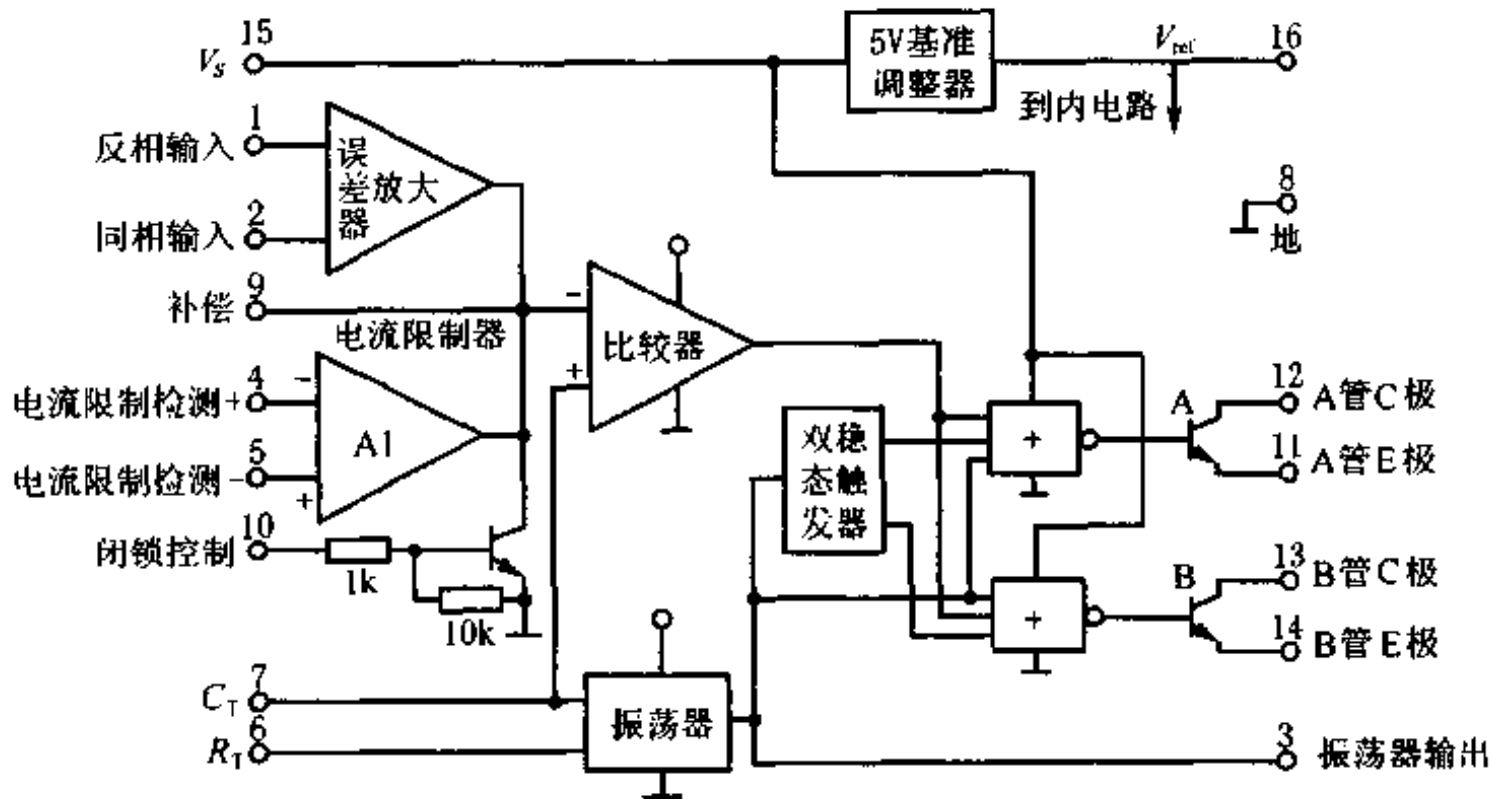 15
V_S
5V基准
调整器
V_ref
16
到内电路
1
反相输入
误
差放大
器
2
同相输入
8
地
9
补偿
电流限制器
-
比较器
+
4
电流限制检测+
-
A1
5
电流限制检测-
+
10
闭锁控制
1k
10k
双稳
态触
发器
+
A
12
A管C极
11
A管E极
+
B
13
B管C极
14
B管E极
7
C_T
6
R_T
振荡器
3
振荡器输出